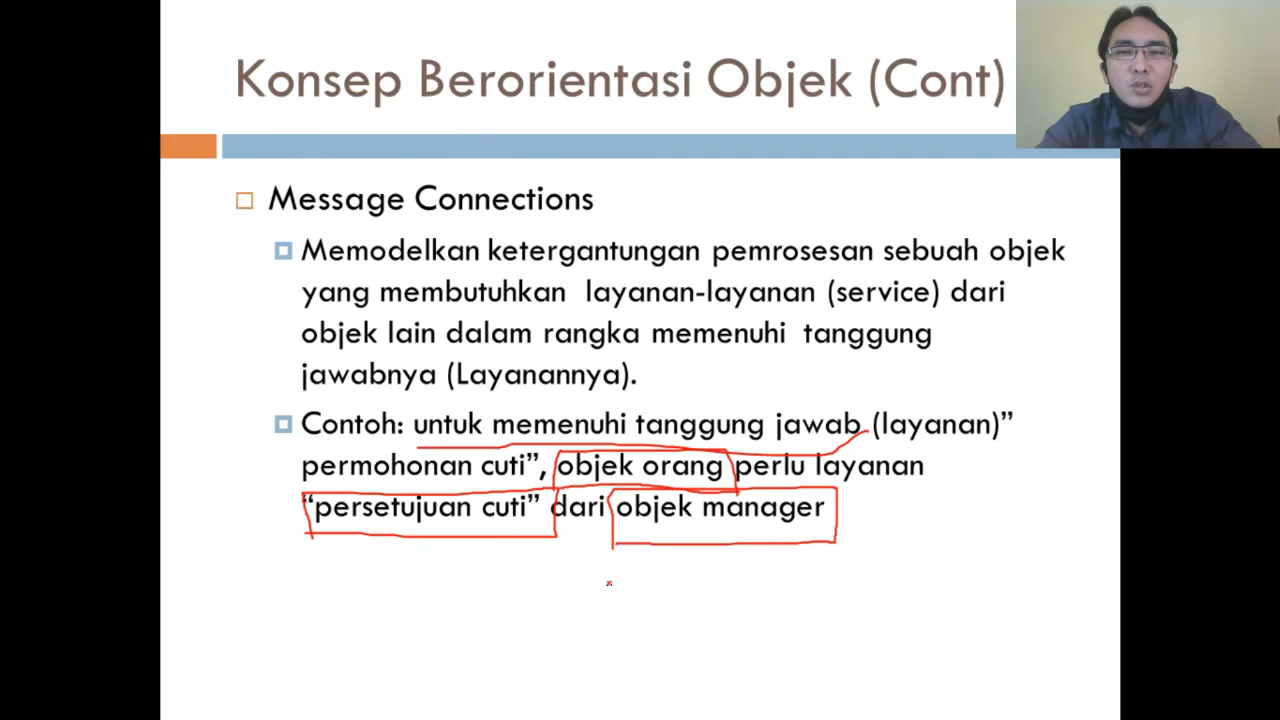 Konsep Berorientasi Objek (Cont)
Message Connections
Memodelkan ketergantungan pemrosesan sebuah objek
yang membutuhkan layanan-layanan (service) dari
objek lain dalam rangka memenuhi tanggung
jawabnya (Layanannya).
Contoh: untuk memenuhi tanggung jawab (layanan)”
permohonan cuti”, objek orang perlu layanan
“persetujuan cuti” dari objek manager